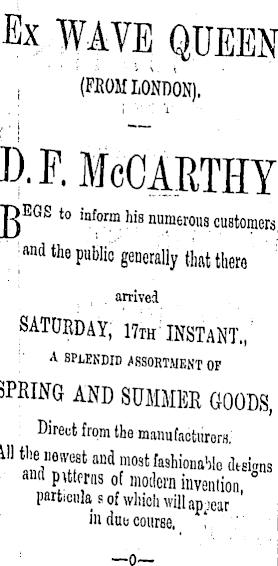 Ex WAVE QUEEN
(FROM LONDON).
D. F. McCARTHY
BEGS to inform his numerous customers
and the public generally that there
arrived
SATURDAY, 17TH INSTANT.,
A SPLENDID ASSORTMENT OF
SPRING AND SUMMER GOODS,
Direct from the manufacturers.
All the newest and most fashionable designs
and patterns of modern invention,
particula s of which will appear
in due course.
—o—